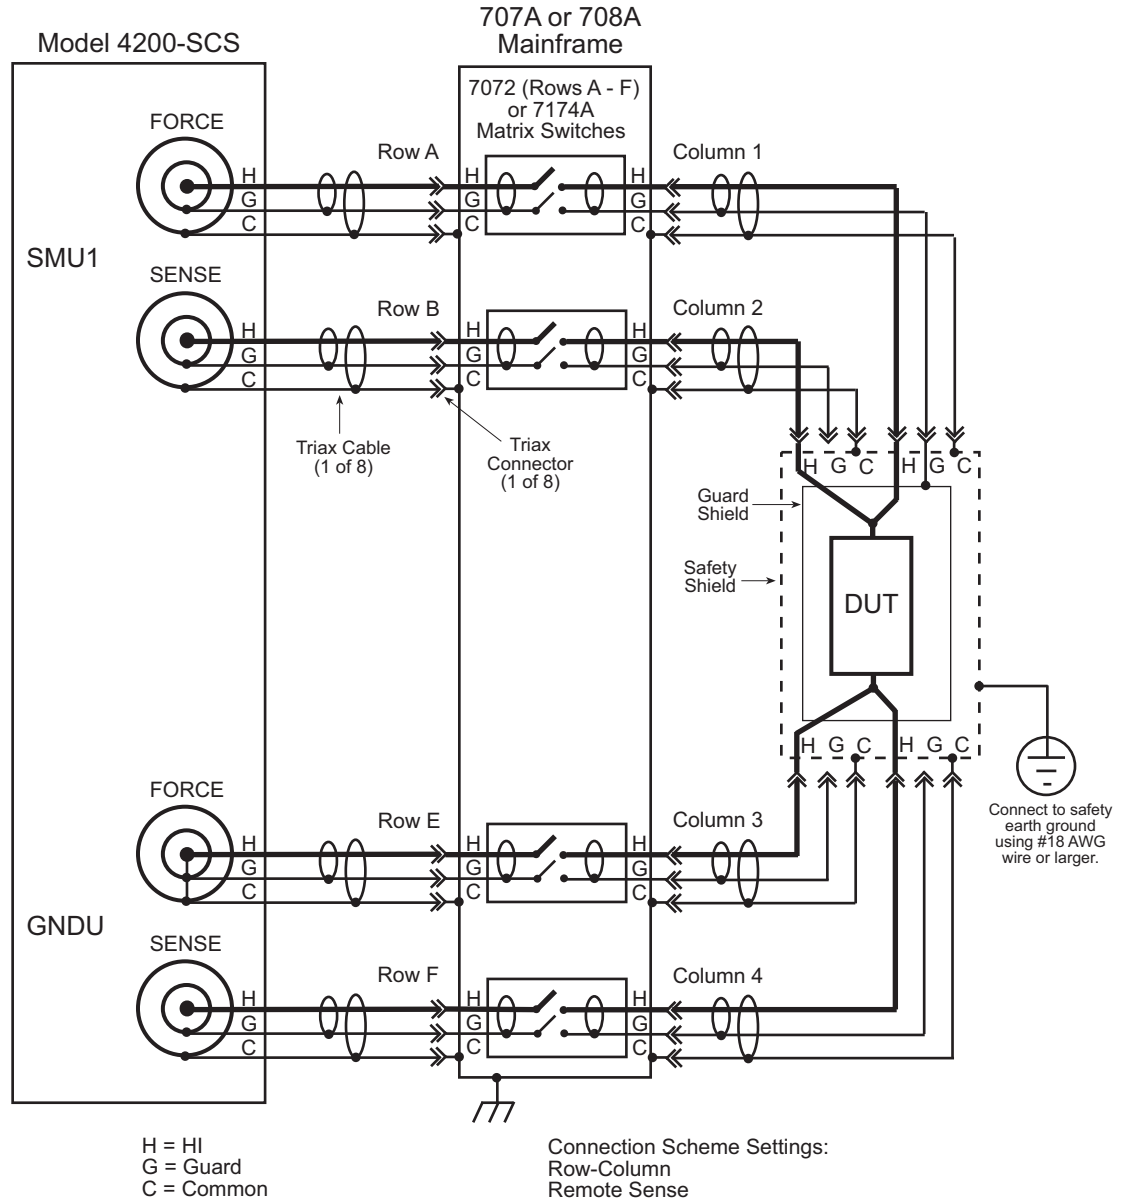 707A or 708A
Mainframe
Model 4200-SCS
7072 (Rows A - F)
or 7174A
Matrix Switches
FORCE
Row A
Column 1
H
H
H
G
G
G
C
C
C
SMU1
SENSE
Row B
Column 2
H
H
H
G
G
G
C
C
C
Triax Cable
(1 of 8)
Triax
Connector
(1 of 8)
H G C H G C
Guard
Shield
Safety
Shield
DUT
H G C H G C
Connect to safety
earth ground
using #18 AWG
wire or larger.
FORCE
Row E
Column 3
H
H
H
G
G
G
C
C
C
GNDU
SENSE
Row F
Column 4
H
H
H
G
G
G
C
C
C
H = HI
G = Guard
C = Common
Connection Scheme Settings:
Row-Column
Remote Sense